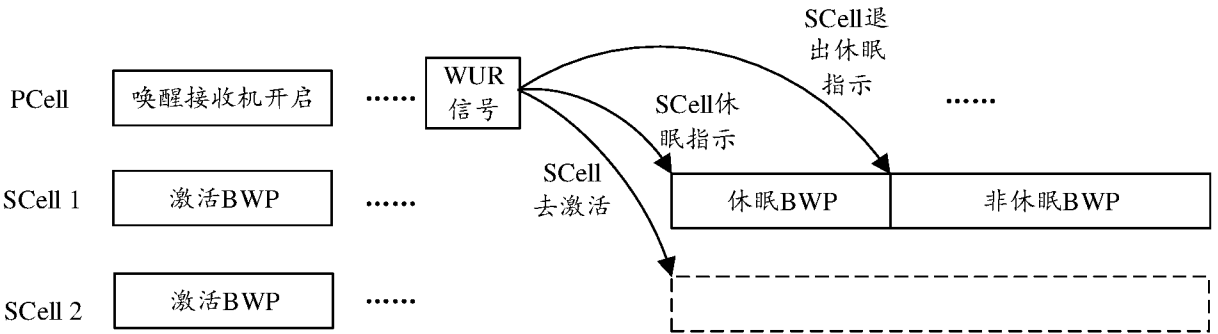 SCell退
出休眠
指示
PCell
唤醒接收机开启
……
WUR
信号
SCell休
眠指示
……
SCell
去激活
SCell 1
激活BWP
……
休眠BWP
非休眠BWP
SCell 2
激活BWP
……